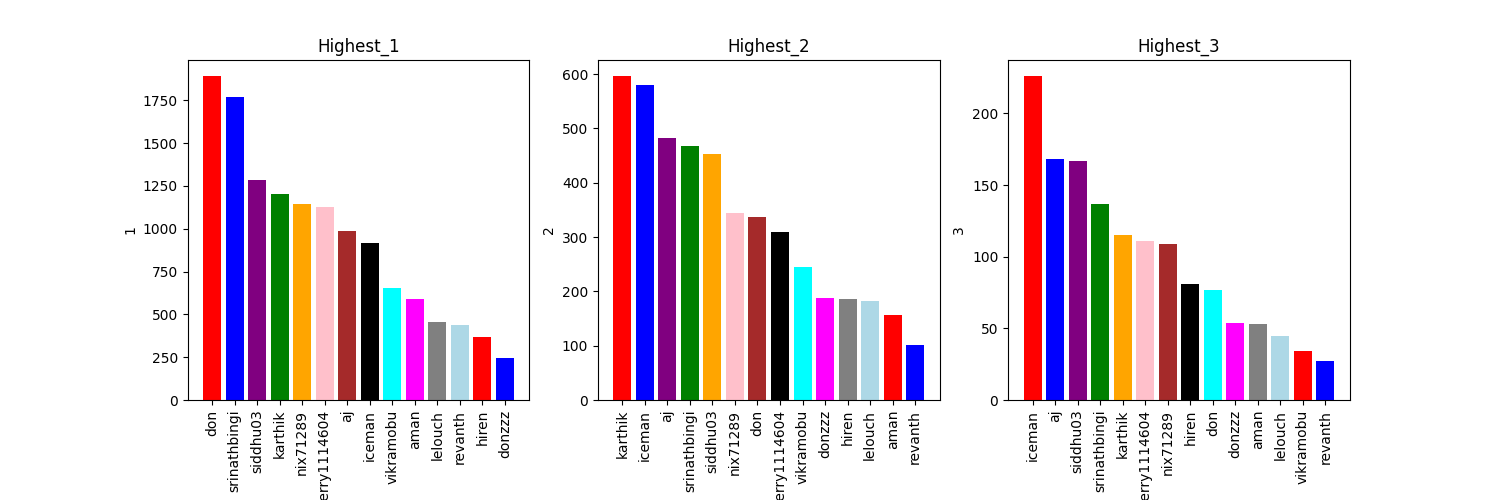 Highest_1
1
1750
1500
1250
1000
750
500
250
0
don
srinathbingi
siddhu03
karthik
nix71289
erry1114604
aj
iceman
vikramobu
aman
lelouch
revanth
hiren
donzzz
Highest_2
2
600
500
400
300
200
100
0
karthik
iceman
aj
srinathbingi
siddhu03
nix71289
don
erry1114604
vikramobu
donzzz
hiren
lelouch
aman
revanth
Highest_3
3
200
150
100
50
0
iceman
aj
siddhu03
srinathbingi
karthik
erry1114604
nix71289
hiren
don
donzzz
aman
lelouch
vikramobu
revanth